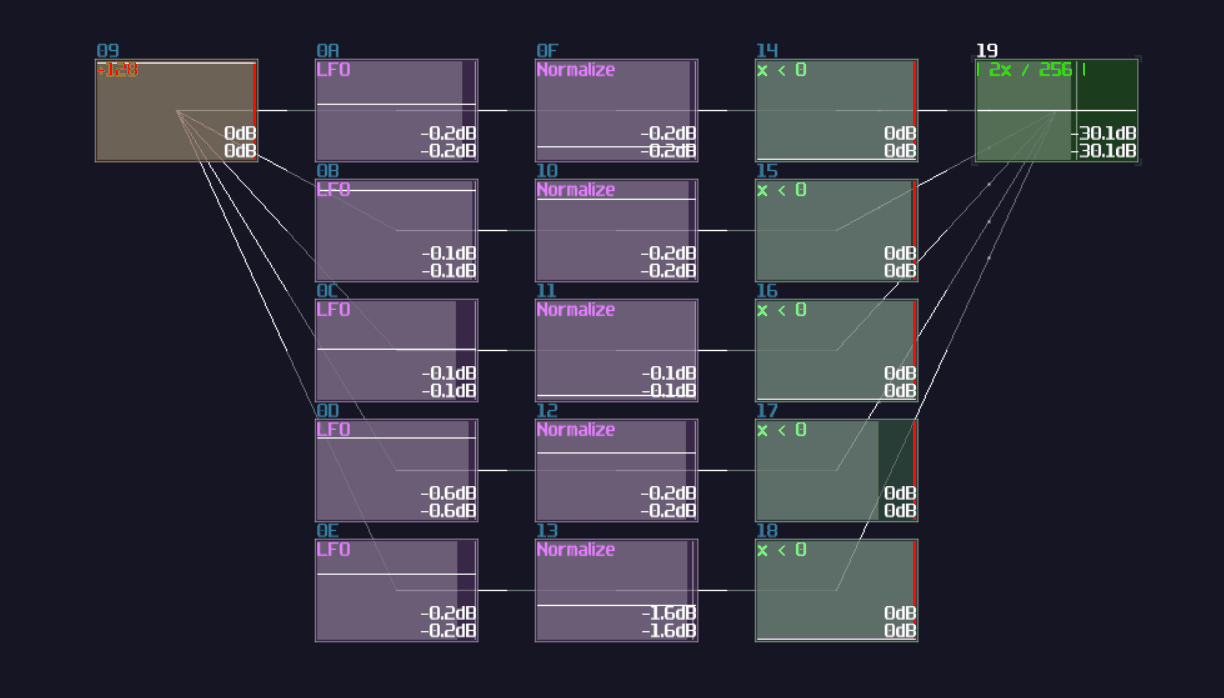 09
+128
0dB
0dB
0A
LFO
-0.2dB
-0.2dB
0F
Normalize
-0.2dB
-0.2dB
14
x < 0
0dB
0dB
19
| 2x / 256 |
-30.1dB
-30.1dB
0B
LFO
-0.1dB
-0.1dB
10
Normalize
-0.2dB
-0.2dB
15
x < 0
0dB
0dB
0C
LFO
-0.1dB
-0.1dB
11
Normalize
-0.1dB
-0.1dB
16
x < 0
0dB
0dB
0D
LFO
-0.6dB
-0.6dB
12
Normalize
-0.2dB
-0.2dB
17
x < 0
0dB
0dB
0E
LFO
-0.2dB
-0.2dB
13
Normalize
-1.6dB
-1.6dB
18
x < 0
0dB
0dB